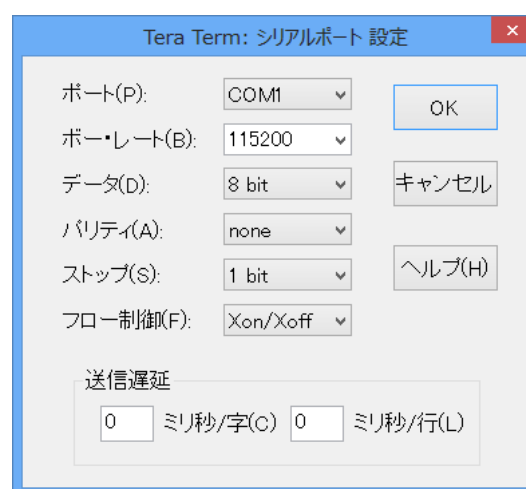 Tera Term: シリアルポート 設定
×
ポート(P): COM1
OK
ボー・レート(B): 115200
データ(D): 8 bit
キャンセル
パリティ(A): none
ストップ(S): 1 bit
ヘルプ(H)
フロー制御(F): Xon/Xoff
送信遅延
0 ミリ秒/字(C) 0 ミリ秒/行(L)